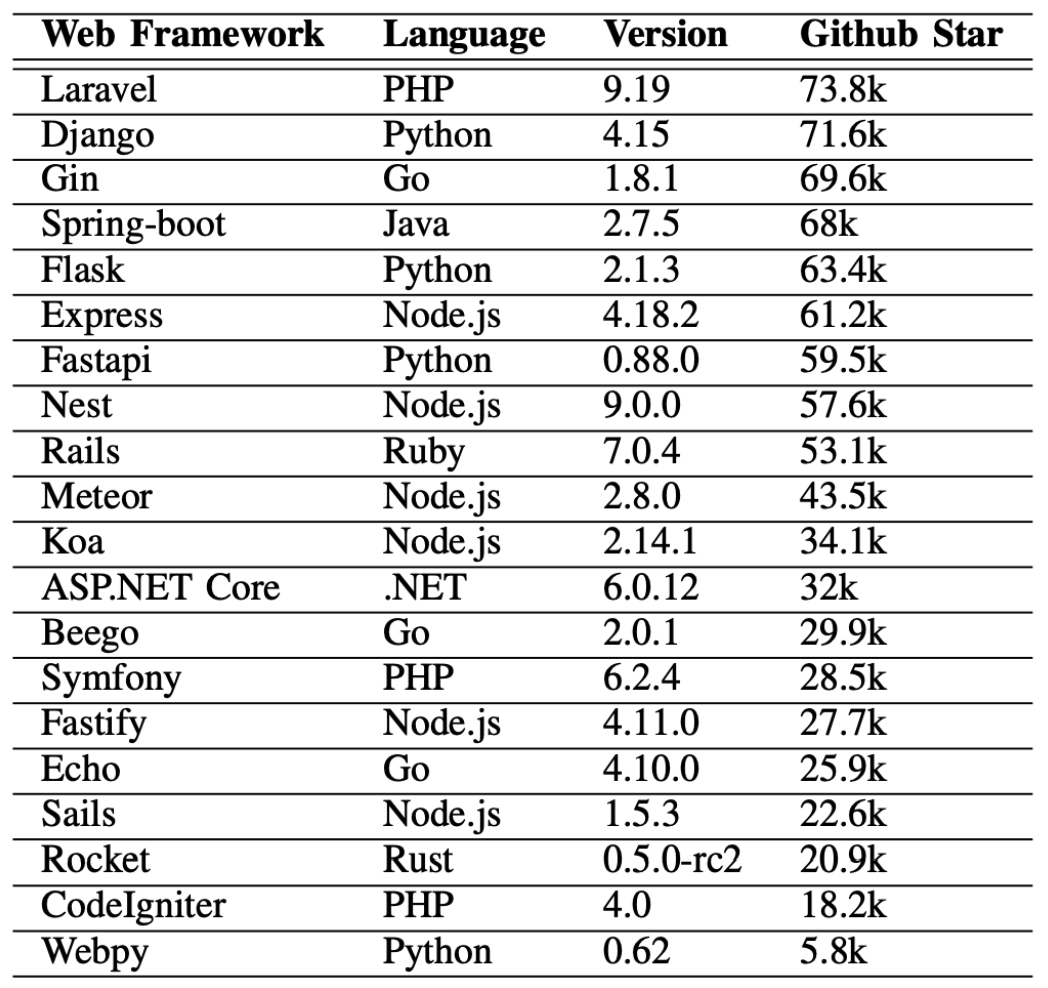 Web Framework Language Version Github Star
Laravel PHP 9.19 73.8k
Django Python 4.15 71.6k
Gin Go 1.8.1 69.6k
Spring-boot Java 2.7.5 68k
Flask Python 2.1.3 63.4k
Express Node.js 4.18.2 61.2k
Fastapi Python 0.88.0 59.5k
Nest Node.js 9.0.0 57.6k
Rails Ruby 7.0.4 53.1k
Meteor Node.js 2.8.0 43.5k
Koa Node.js 2.14.1 34.1k
ASP.NET Core .NET 6.0.12 32k
Beego Go 2.0.1 29.9k
Symfony PHP 6.2.4 28.5k
Fastify Node.js 4.11.0 27.7k
Echo Go 4.10.0 25.9k
Sails Node.js 1.5.3 22.6k
Rocket Rust 0.5.0-rc2 20.9k
CodeIgniter PHP 4.0 18.2k
Webpy Python 0.62 5.8k